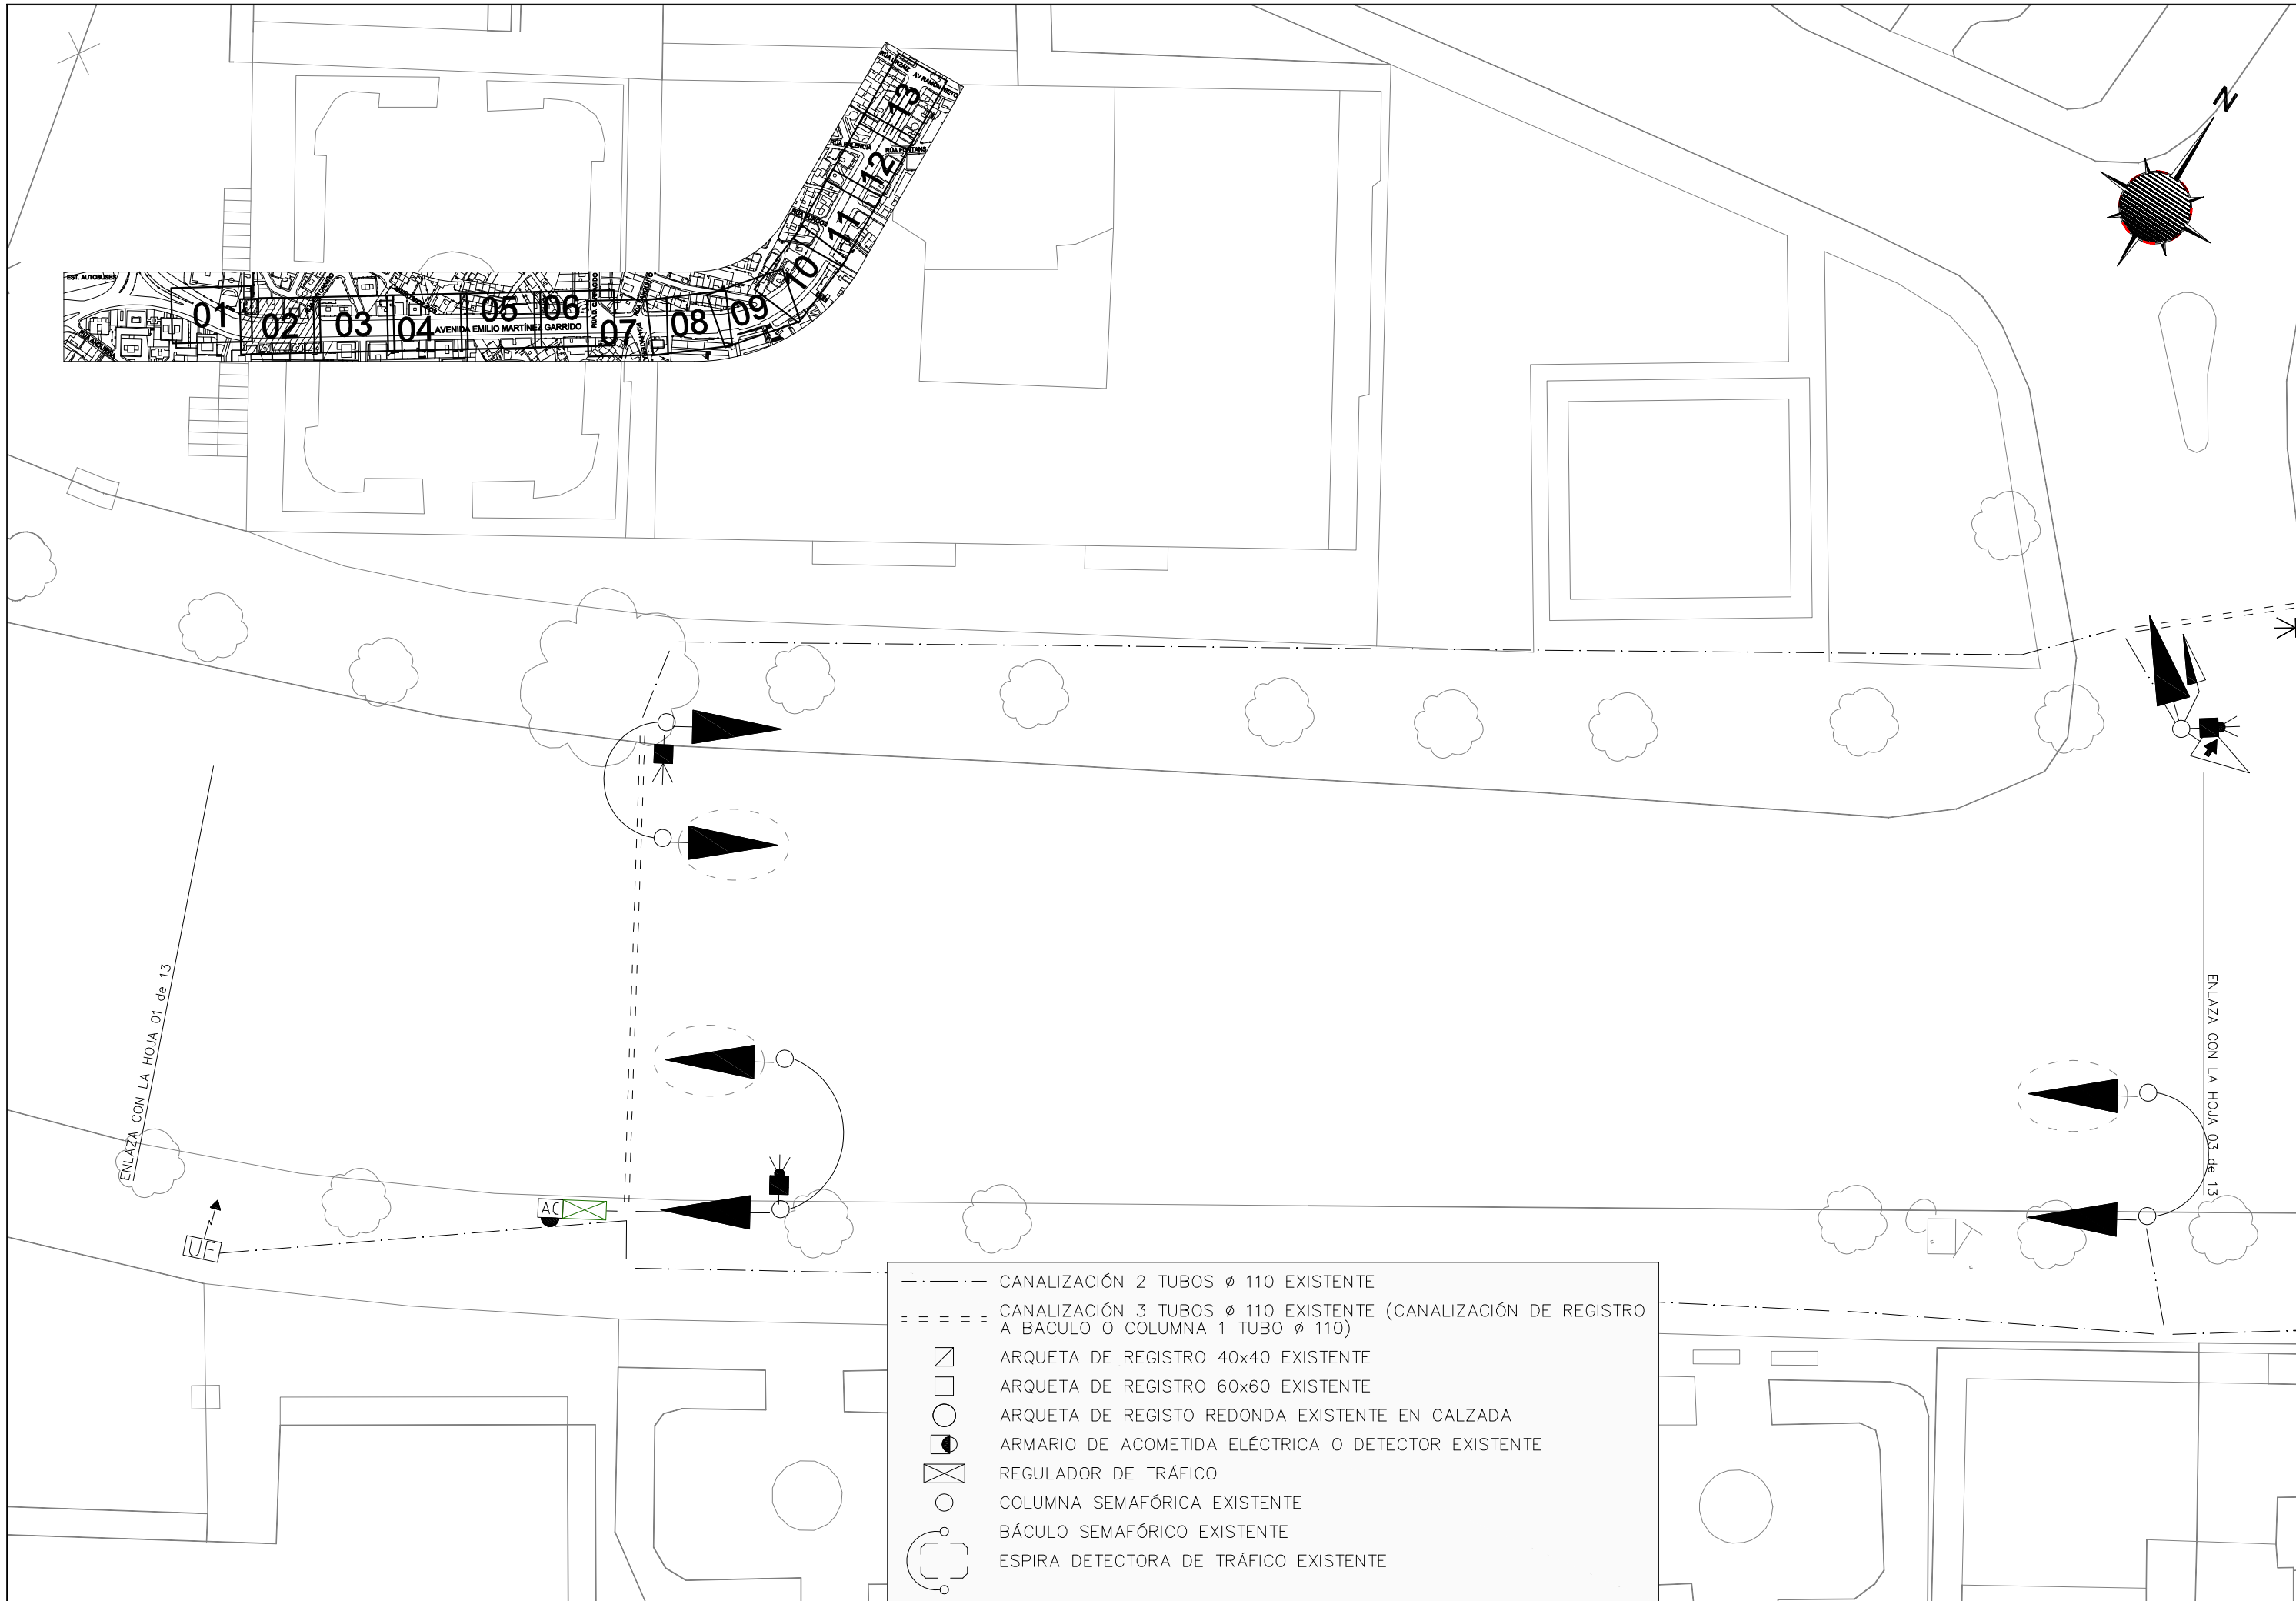 N
RÚA URZAIZ
AV RAMÓN NIETO
13
RÚA PALENCIA
RÚA FONTANS
12
RÚA BURGOS
11
10
EST. AUTOBUSES
01
02
03
04
05
06
07
08
09
AVENIDA EMILIO MARTÍNEZ GARRIDO
ENLAZA CON LA HOJA 01 de 13
ENLAZA CON LA HOJA 03 de 13
AC
UF
CANALIZACIÓN 2 TUBOS ø 110 EXISTENTE
CANALIZACIÓN 3 TUBOS ø 110 EXISTENTE (CANALIZACIÓN DE REGISTRO
A BACULO O COLUMNA 1 TUBO ø 110)
ARQUETA DE REGISTRO 40x40 EXISTENTE
ARQUETA DE REGISTRO 60x60 EXISTENTE
ARQUETA DE REGISTO REDONDA EXISTENTE EN CALZADA
ARMARIO DE ACOMETIDA ELÉCTRICA O DETECTOR EXISTENTE
REGULADOR DE TRÁFICO
COLUMNA SEMAFÓRICA EXISTENTE
BÁCULO SEMAFÓRICO EXISTENTE
ESPIRA DETECTORA DE TRÁFICO EXISTENTE